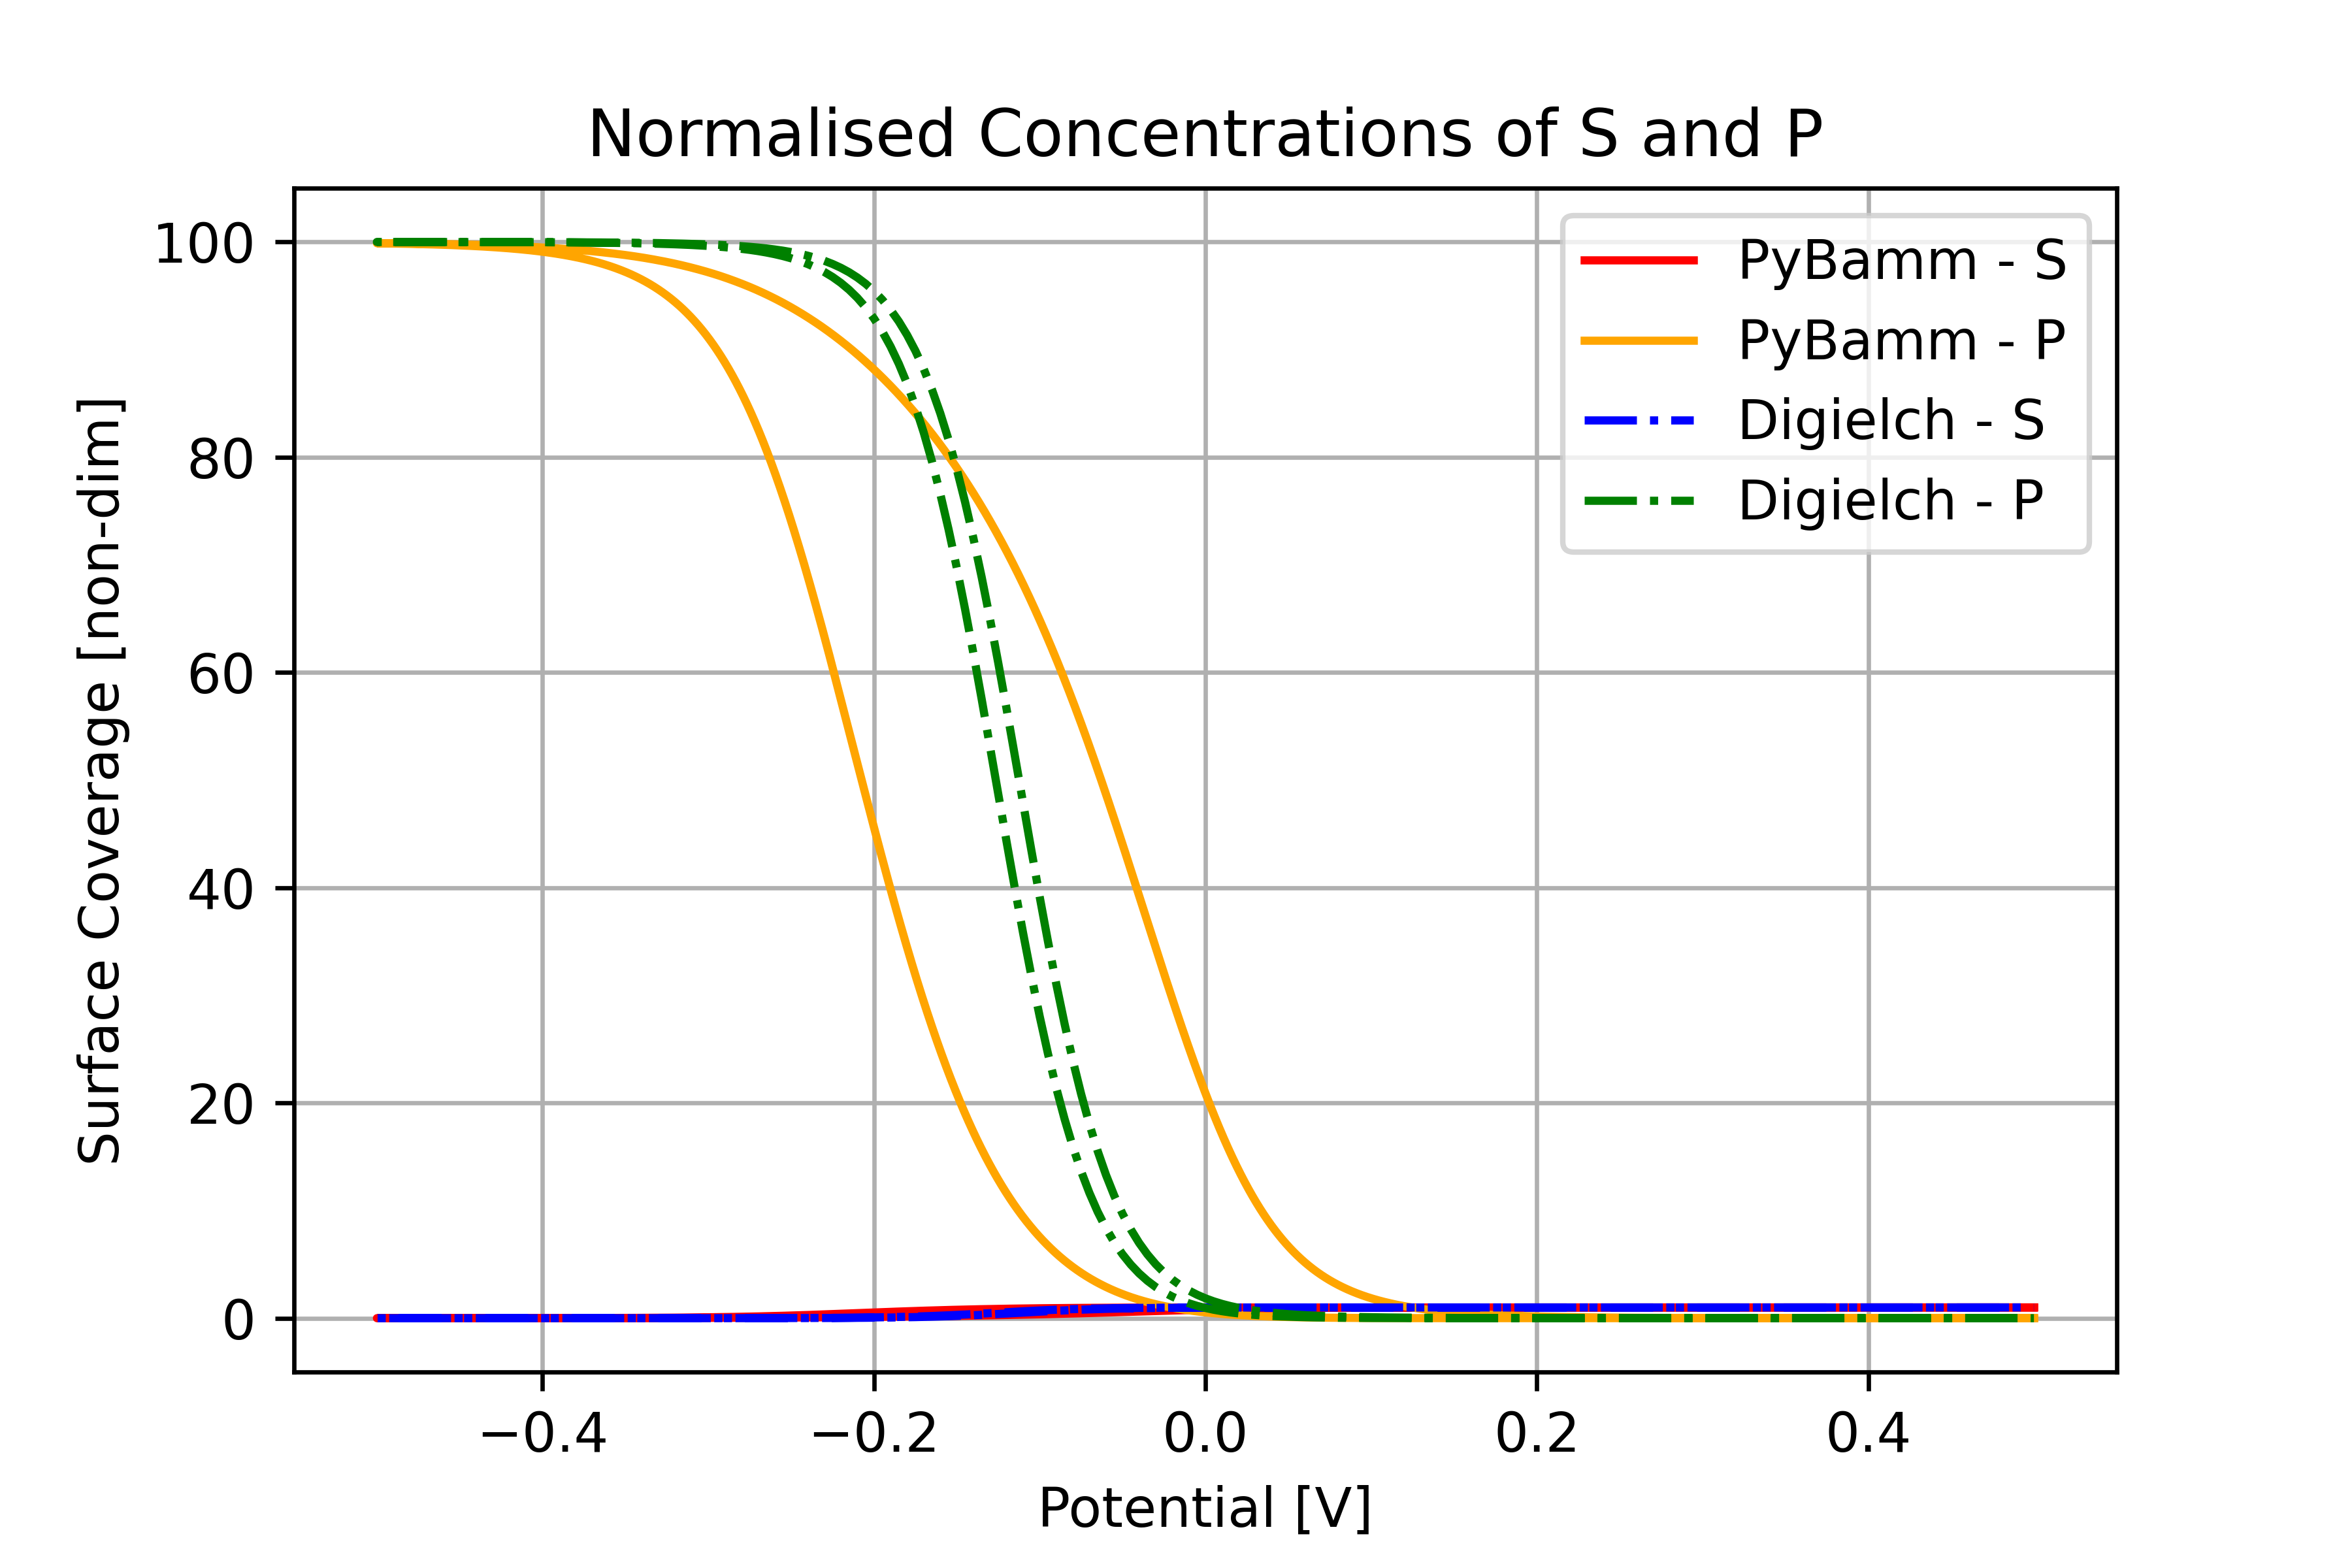 Normalised Concentrations of S and P
PyBamm - S
PyBamm - P
Digielch - S
Digielch - P
Surface Coverage [non-dim]
100
80
60
40
20
0
−0.4
−0.2
0.0
0.2
0.4
Potential [V]